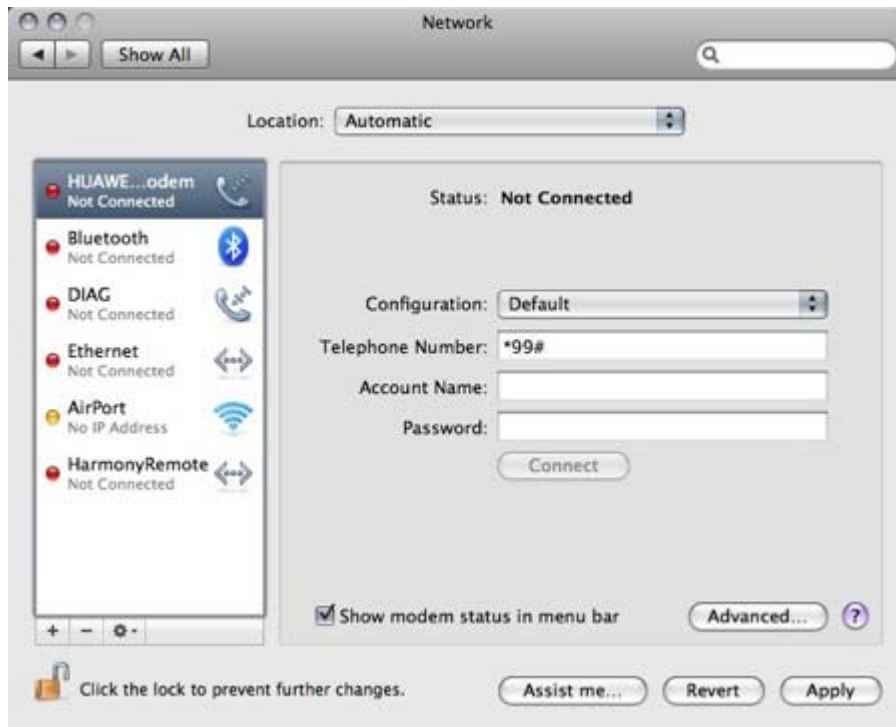 Network
Show All
Location: Automatic
HUAWE...odem
Not Connected
Bluetooth
Not Connected
DIAG
Not Connected
Ethernet
Not Connected
AirPort
No IP Address
HarmonyRemote
Not Connected
Status: Not Connected
Configuration: Default
Telephone Number: *99#
Account Name:
Password:
Connect
Show modem status in menu bar
Advanced... ?
Click the lock to prevent further changes.
Assist me... Revert Apply